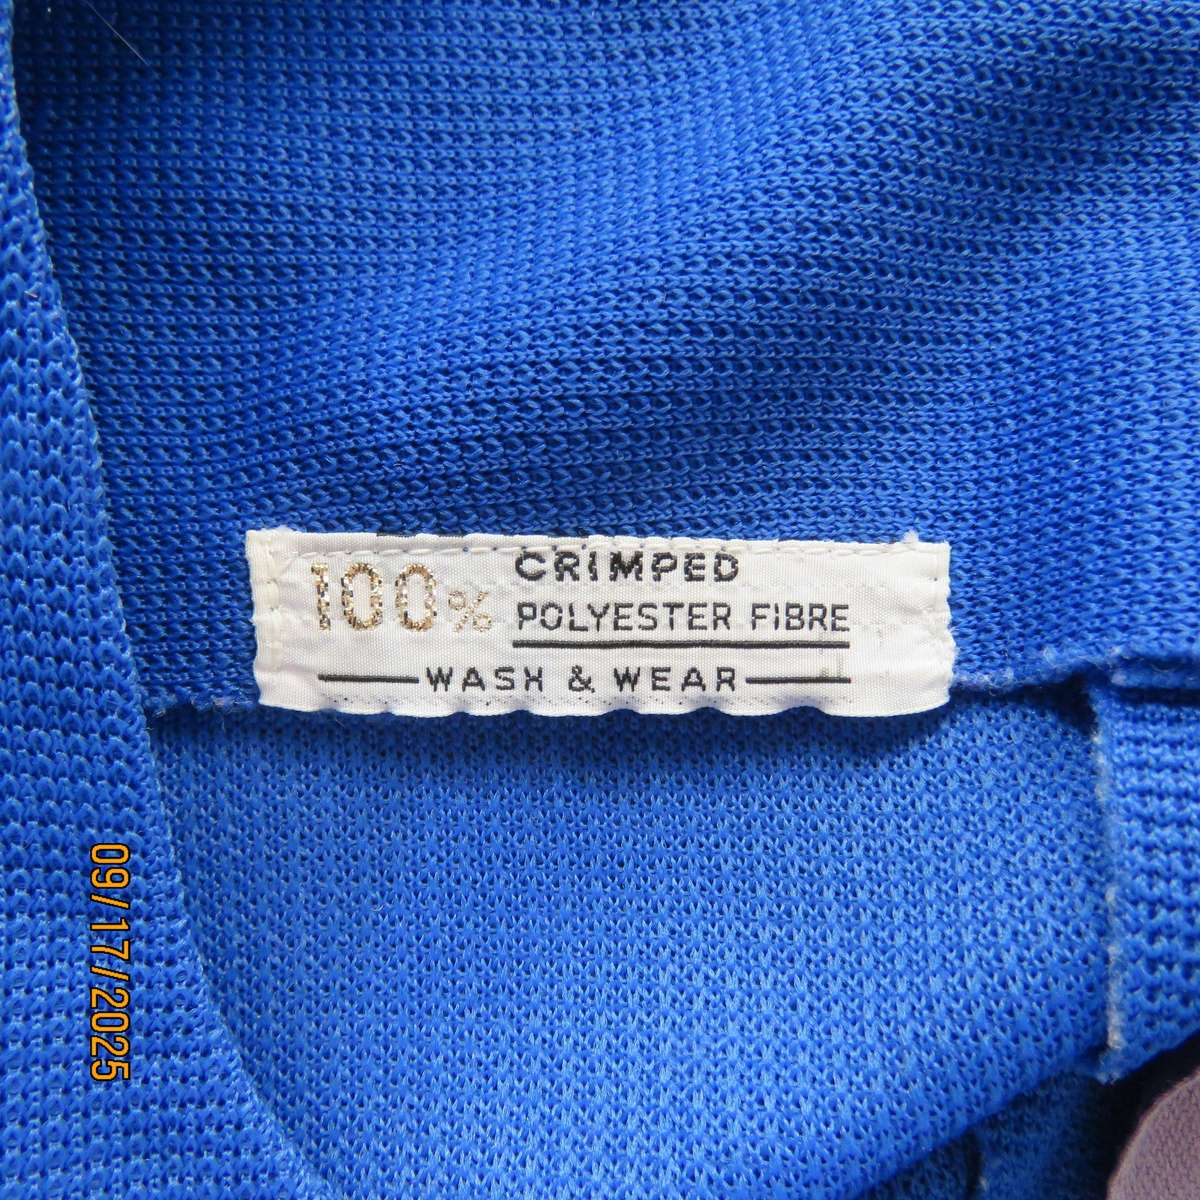 100% CRIMPED
POLYESTER FIBRE
WASH & WEAR
09/17/2025